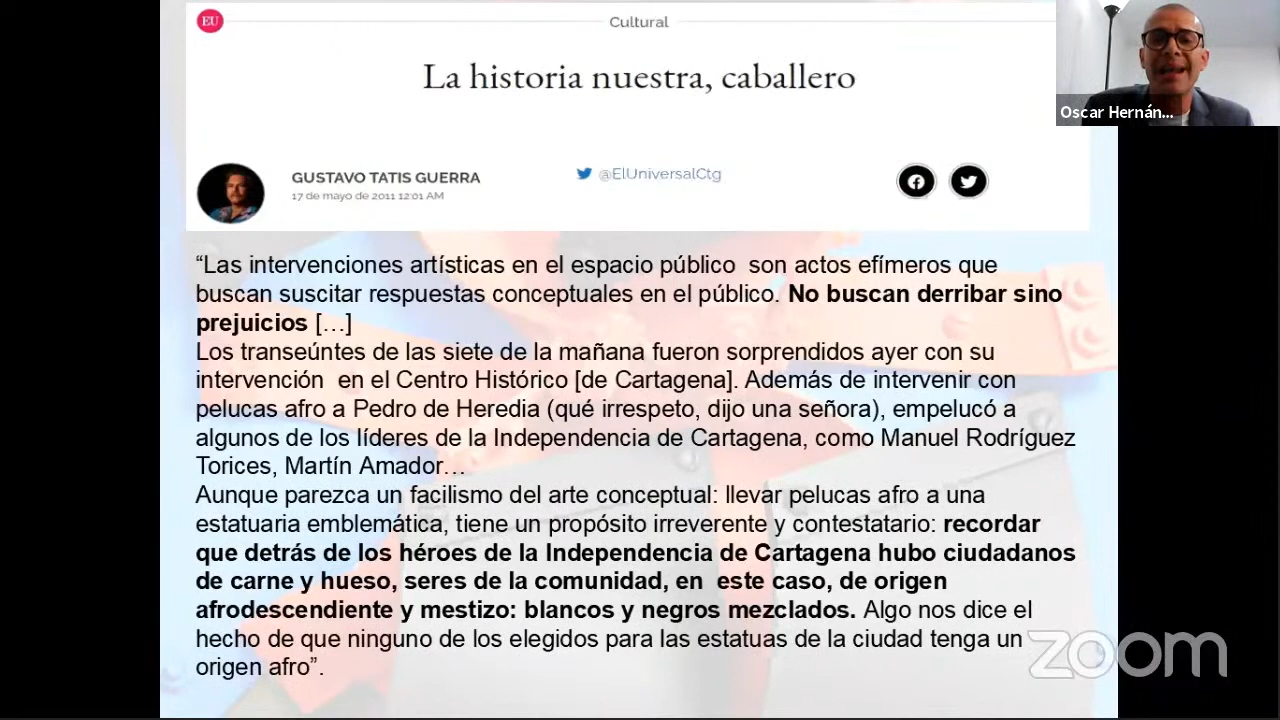 EU
Cultural
La historia nuestra, caballero
GUSTAVO TATIS GUERRA
17 de mayo de 2011 12:01 AM
@ElUniversalCtg
Oscar Hernán...
“Las intervenciones artísticas en el espacio público son actos efímeros que
buscan suscitar respuestas conceptuales en el público. No buscan derribar sino
prejuicios […]
Los transeúntes de las siete de la mañana fueron sorprendidos ayer con su
intervención en el Centro Histórico [de Cartagena]. Además de intervenir con
pelucas afro a Pedro de Heredia (qué irrespeto, dijo una señora), empelucó a
algunos de los líderes de la Independencia de Cartagena, como Manuel Rodríguez
Torices, Martín Amador…
Aunque parezca un facilismo del arte conceptual: llevar pelucas afro a una
estatuaria emblemática, tiene un propósito irreverente y contestatario: recordar
que detrás de los héroes de la Independencia de Cartagena hubo ciudadanos
de carne y hueso, seres de la comunidad, en este caso, de origen
afrodescendiente y mestizo: blancos y negros mezclados. Algo nos dice el
hecho de que ninguno de los elegidos para las estatuas de la ciudad tenga un
origen afro”.
zoom